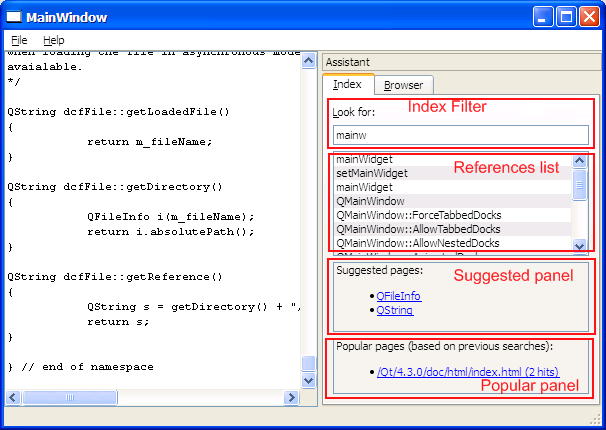 MainWindow
File Help
when loading the file in asynchronous mode
avaialable.
*/
QString dcfFile::getLoadedFile()
{
return m_fileName;
}
QString dcfFile::getDirectory()
{
QFileInfo i(m_fileName);
return i.absolutePath();
}
QString dcfFile::getReference()
{
QString s = getDirectory() + "/
return s;
}
} // end of namespace
Assistant
Index Browser
Index Filter
Look for:
mainw
References list
mainWidget
setMainWidget
mainWidget
QMainWindow
QMainWindow::ForceTabbedDocks
QMainWindow::AllowTabbedDocks
QMainWindow::AllowNestedDocks
QMainWindow::AnimatedDocks
Suggested pages:
Suggested panel
QFileInfo
QString
Popular pages (based on previous searches):
/Qt/4.3.0/doc/html/index.html (2 hits)
Popular panel